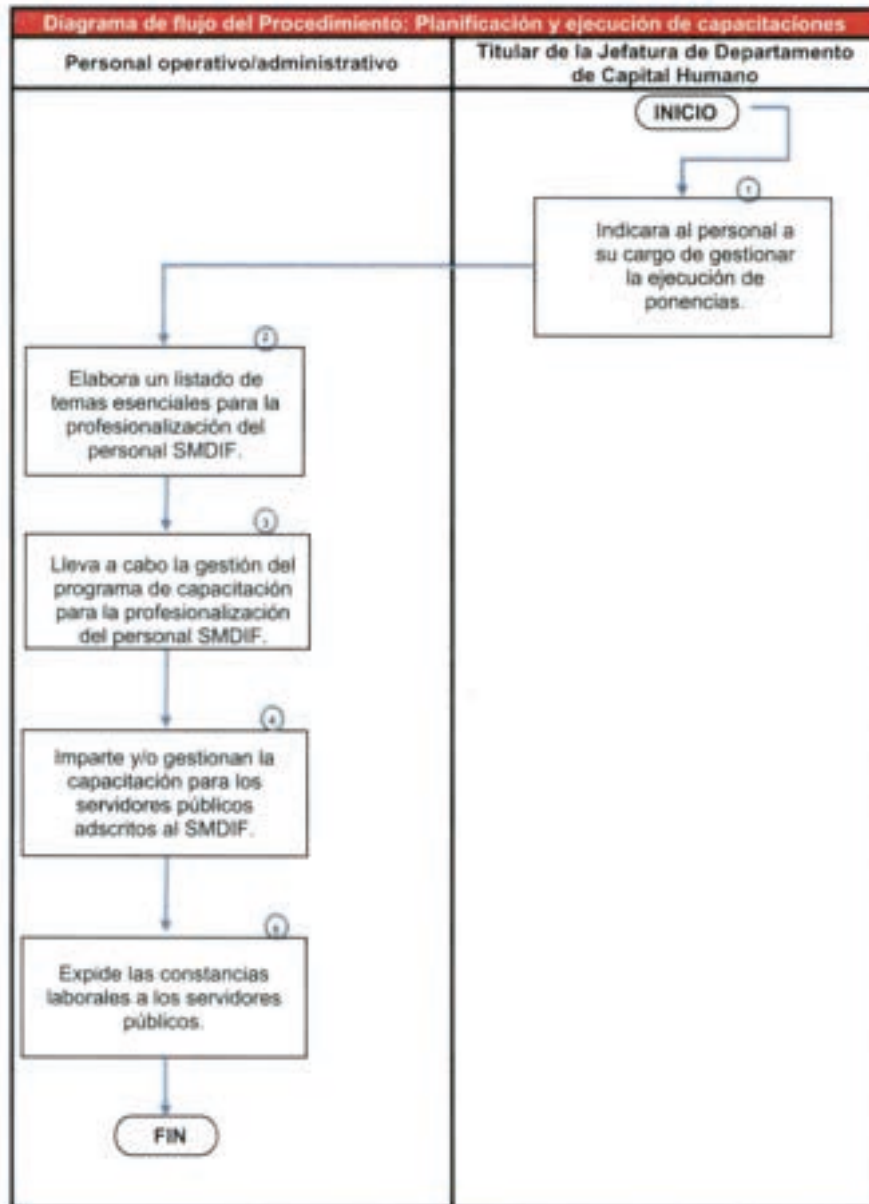 Diagrama de flujo del Procedimiento: Planificación y ejecución de capacitaciones
Personal operativo/administrativo
Titular de la Jefatura de Departamento
de Capital Humano
INICIO
1
Indicara al personal a
su cargo de gestionar
la ejecución de
ponencias.
2
Elabora un listado de
temas esenciales para la
profesionalización del
personal SMDIF.
3
Lleva a cabo la gestión del
programa de capacitación
para la profesionalización
del personal SMDIF.
4
Imparte y/o gestionan la
capacitación para los
servidores públicos
adscritos al SMDIF.
5
Expide las constancias
laborales a los servidores
públicos.
FIN